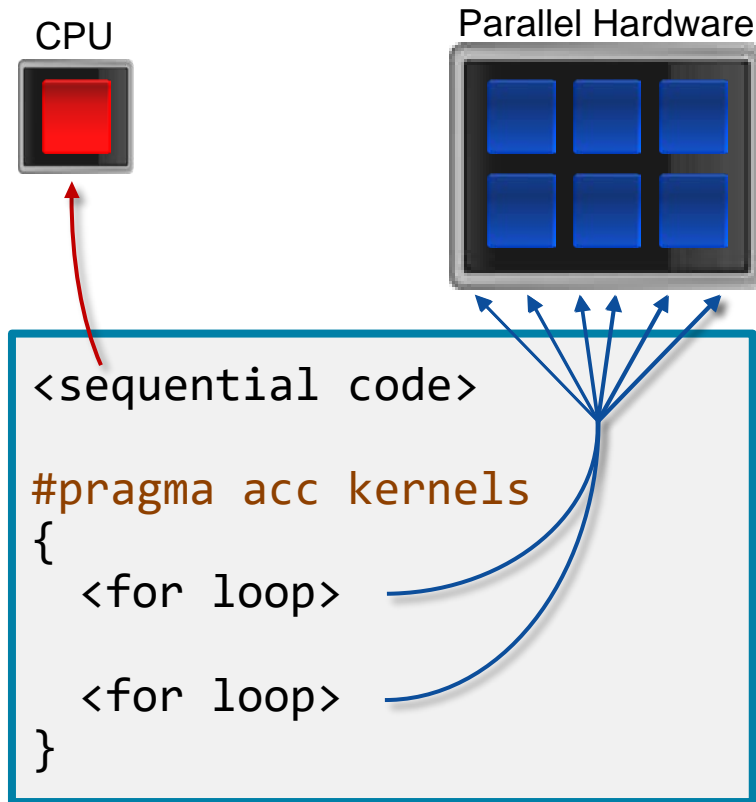 CPU
Parallel Hardware
<sequential code>
#pragma acc kernels
{
<for loop>
<for loop>
}